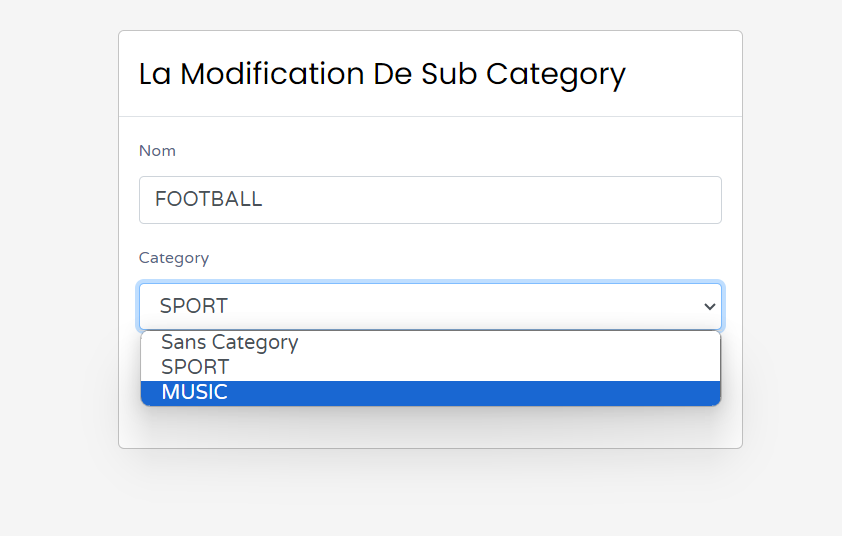 La Modification De Sub Category
Nom
FOOTBALL
Category
SPORT
Sans Category
SPORT
MUSIC